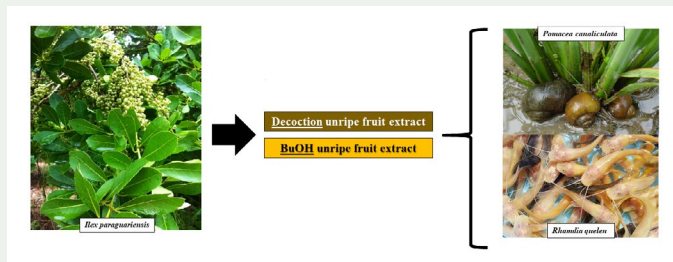 Pomacea canaliculata
Decoction unripe fruit extract
BuOH unripe fruit extract
Ilex paraguariensis
Rhamdia quelen